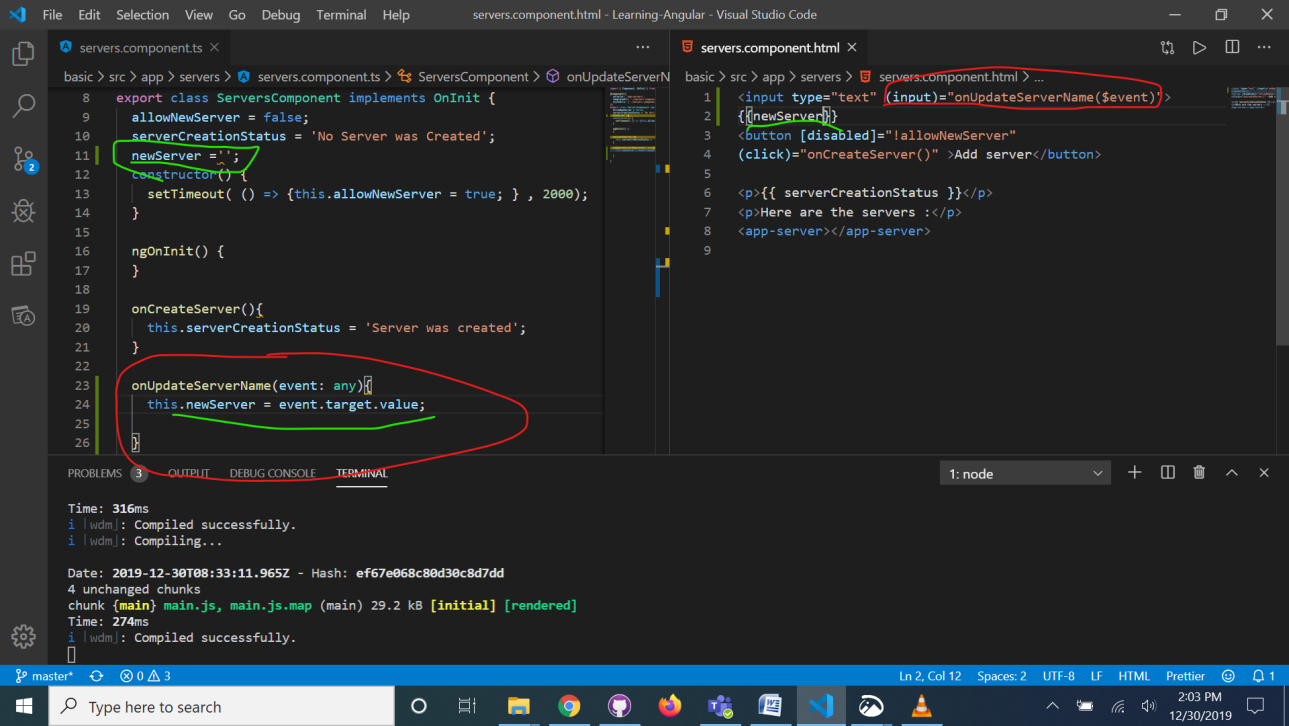 File Edit Selection View Go Debug Terminal Help servers.component.html - Learning-Angular - Visual Studio Code
servers.component.ts
basic > src > app > servers > servers.component.ts > ServersComponent > onUpdateServerN
8 export class ServersComponent implements OnInit {
9 allowNewServer = false;
10 serverCreationStatus = 'No Server was Created';
11 newServer ='';
12 constructor() {
13 setTimeout( () => {this.allowNewServer = true; } , 2000);
14 }
15
16 ngOnInit() {
17 }
18
19 onCreateServer(){
20 this.serverCreationStatus = 'Server was created';
21 }
22
23 onUpdateServerName(event: any){
24 this.newServer = event.target.value;
25
26 }
servers.component.html
basic > src > app > servers > servers.component.html > ...
1 <input type="text" (input)="onUpdateServerName($event)">
2 {{newServer}}
3 <button [disabled]="!allowNewServer"
4 (click)="onCreateServer()" >Add server</button>
5
6 <p>{{ serverCreationStatus }}</p>
7 <p>Here are the servers :</p>
8 <app-server></app-server>
9
PROBLEMS 3 OUTPUT DEBUG CONSOLE TERMINAL 1: node
Time: 316ms
i ｢wdm｣: Compiled successfully.
i ｢wdm｣: Compiling...
Date: 2019-12-30T08:33:11.965Z - Hash: ef67e068c80d30c8d7dd
4 unchanged chunks
chunk {main} main.js, main.js.map (main) 29.2 kB [initial] [rendered]
Time: 274ms
i ｢wdm｣: Compiled successfully.
2
master* 0 3 Ln 2, Col 12 Spaces: 2 UTF-8 LF HTML Prettier 1
Type here to search
2:03 PM
12/30/2019